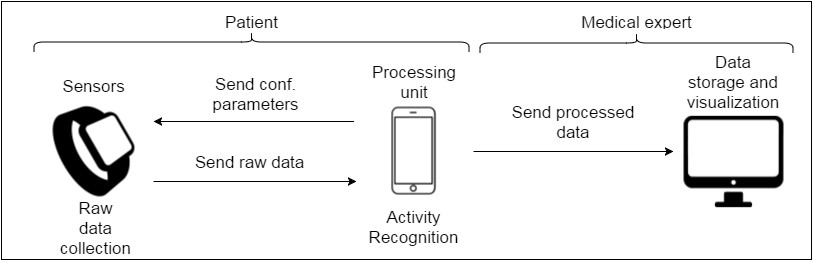 Patient
Medical expert
Sensors
Send conf.
parameters
Processing
unit
Data
storage and
visualization
Send processed
data
Send raw data
Raw
data
collection
Activity
Recognition